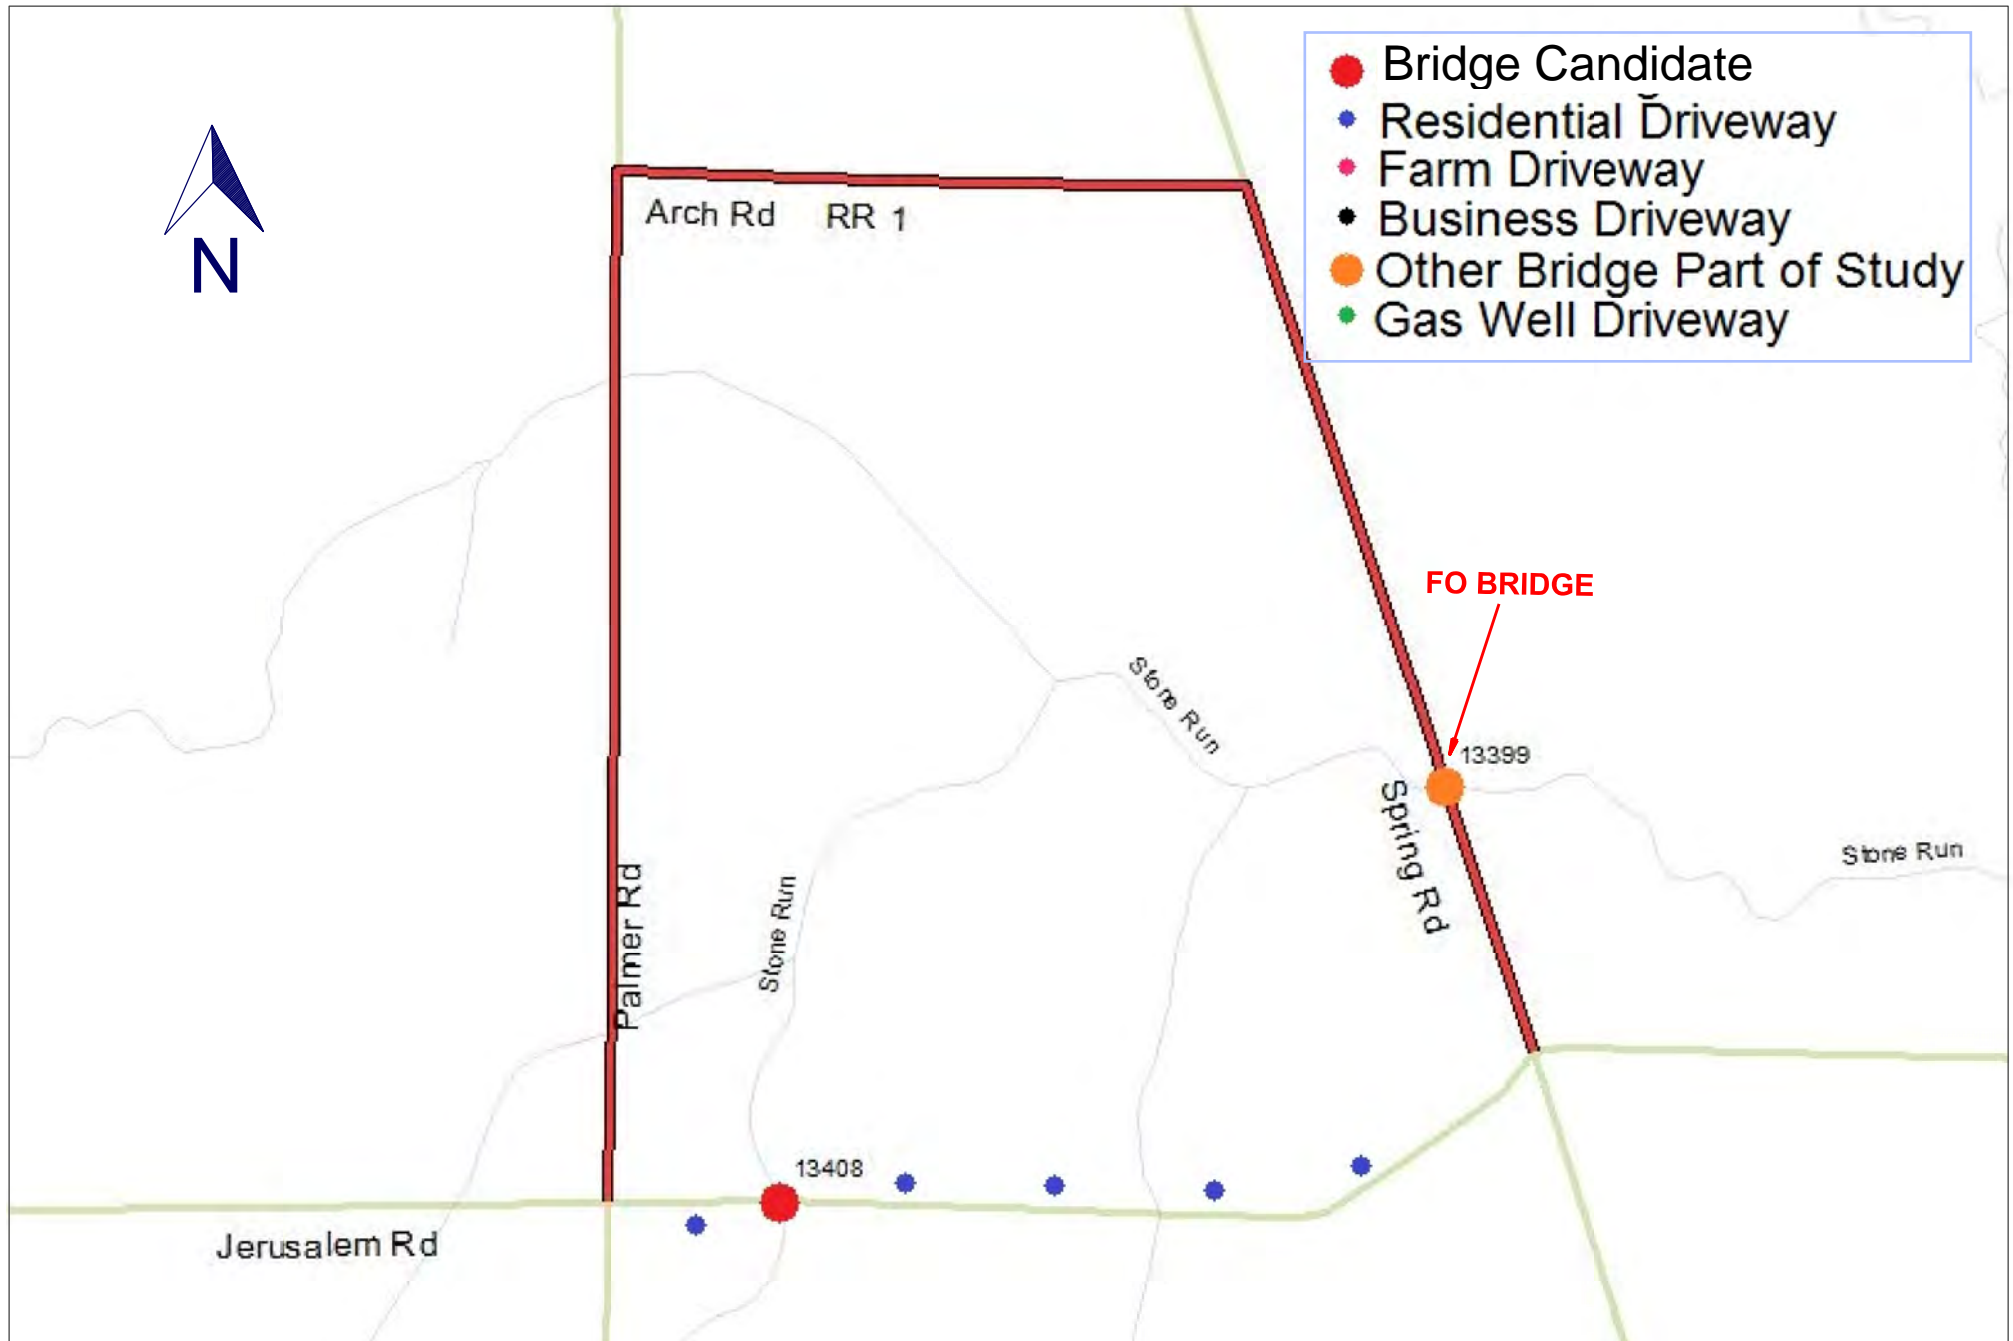 Bridge Candidate
Residential Driveway
Farm Driveway
Business Driveway
Other Bridge Part of Study
Gas Well Driveway
N
Arch Rd RR 1
FO BRIDGE
Stone Run
13399
Spring Rd
Stone Run
Palmer Rd
Stone Run
13408
Jerusalem Rd